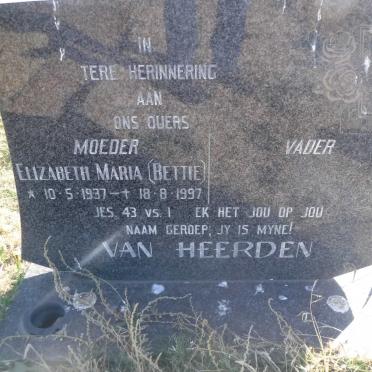 IN
TERE HERINNERING
AAN
ONS OUERS
MOEDER VADER
ELIZABETH MARIA (BETTIE)
* 10-5-1937-†-18-8-1997
JES. 43 VS. 1 EK HET JOU OP JOU
NAAM GEROEP, JY IS MYNE!
VAN HEERDEN